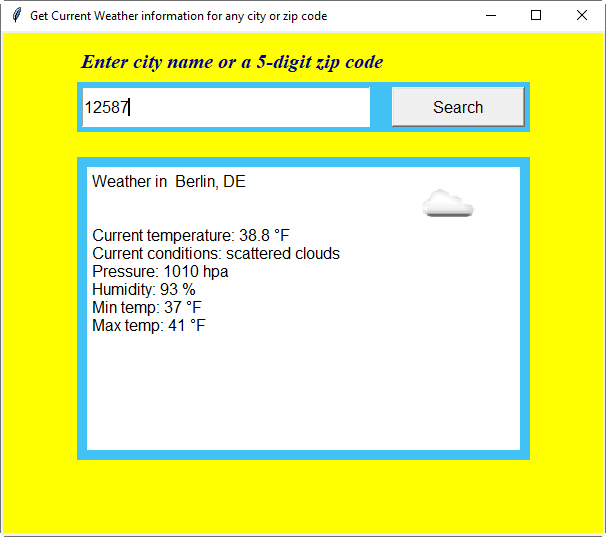 Get Current Weather information for any city or zip code
Enter city name or a 5-digit zip code
12587
Search
Weather in  Berlin, DE
Current temperature: 38.8 °F
Current conditions: scattered clouds
Pressure: 1010 hpa
Humidity: 93 %
Min temp: 37 °F
Max temp: 41 °F